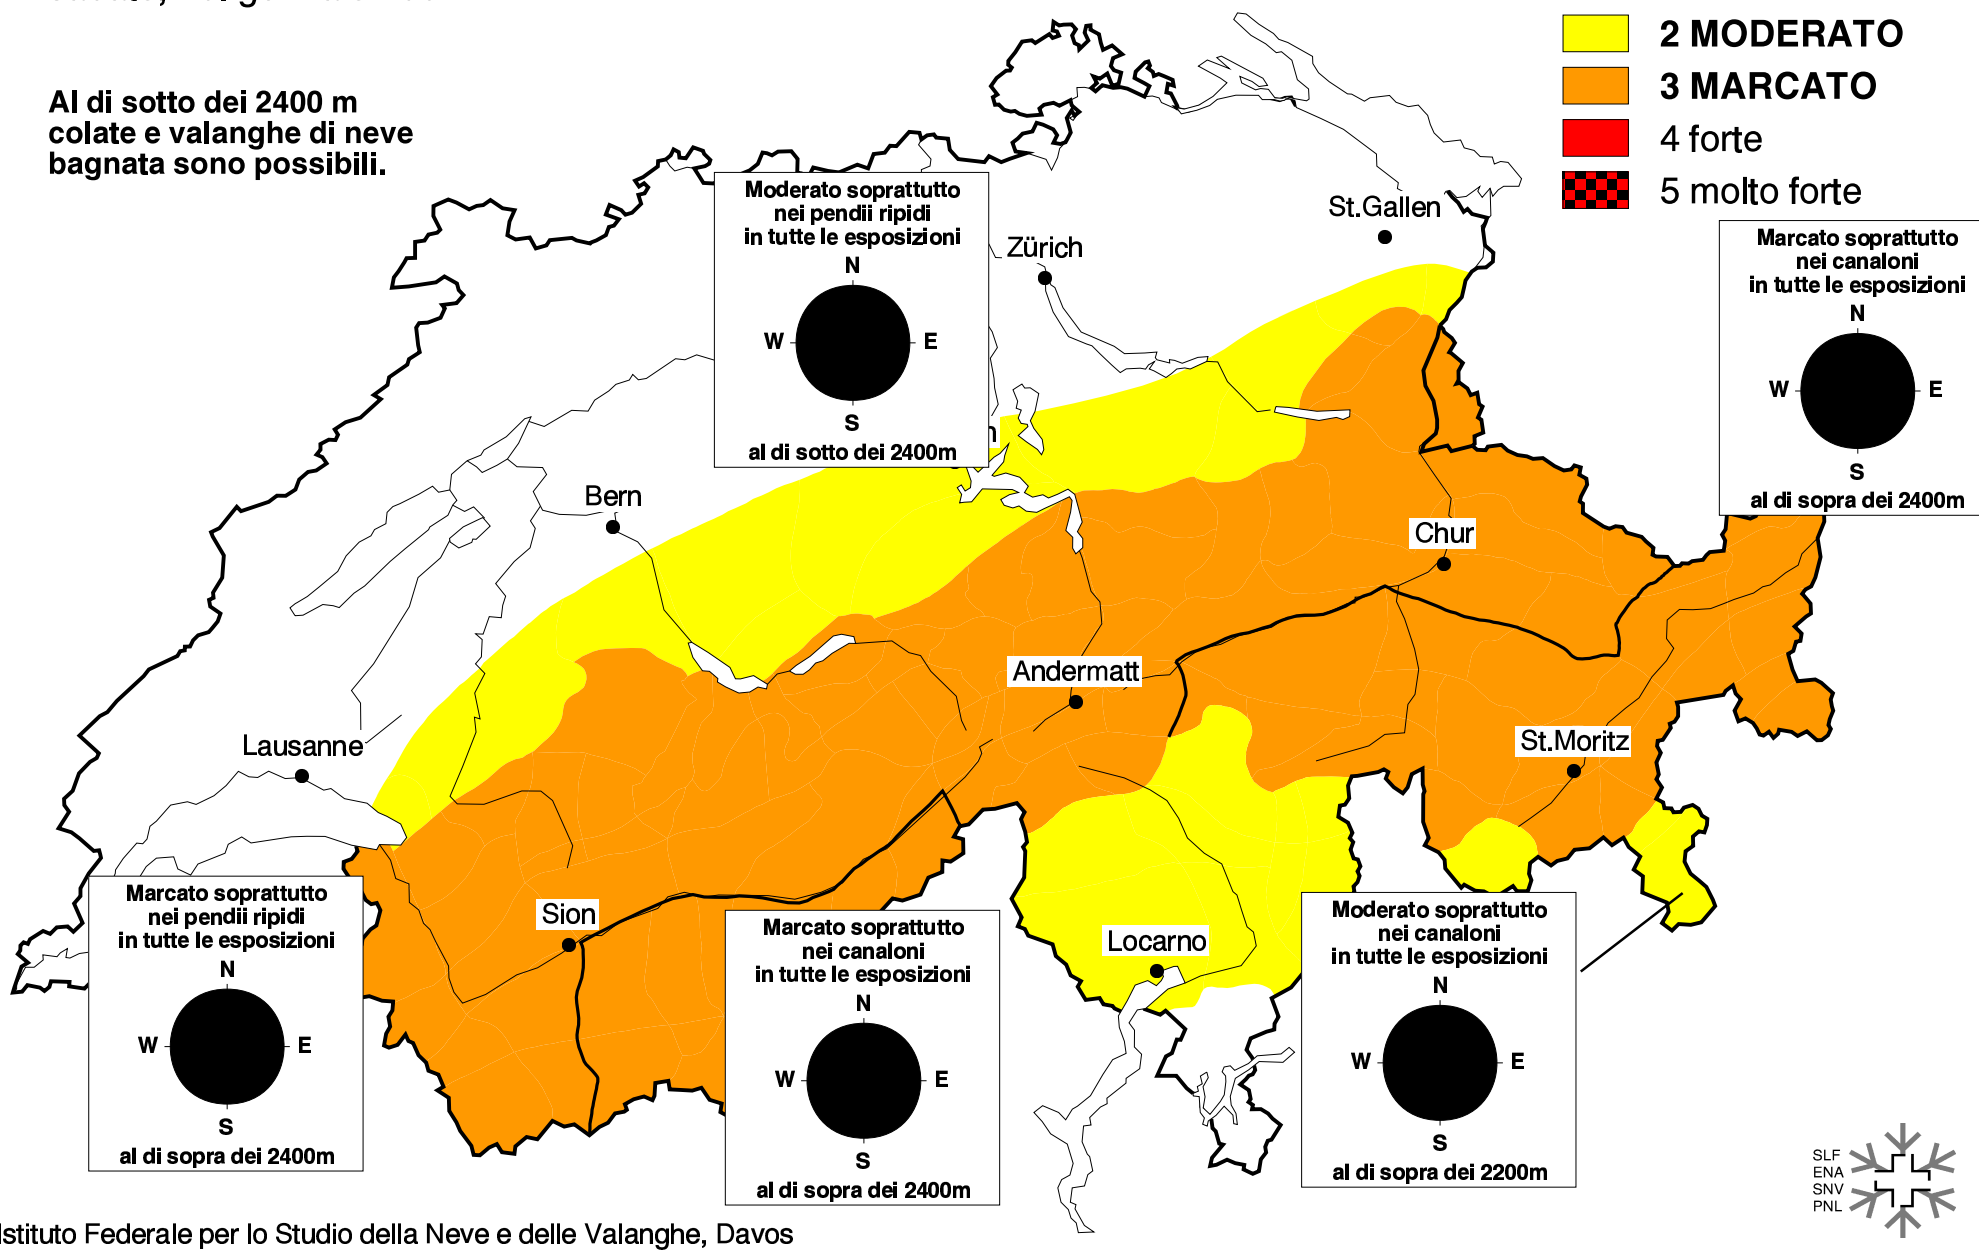 2 MODERATO
3 MARCATO
4 forte
5 molto forte
Al di sotto dei 2400 m
colate e valanghe di neve
bagnata sono possibili.
Moderato soprattutto
nei pendii ripidi
in tutte le esposizioni
N
W E
S
al di sotto dei 2400m
St.Gallen
Zürich
Marcato soprattutto
nei canaloni
in tutte le esposizioni
N
W E
S
al di sopra dei 2400m
Bern
Chur
Andermatt
Lausanne
St.Moritz
Sion
Locarno
Marcato soprattutto
nei pendii ripidi
in tutte le esposizioni
N
W E
S
al di sopra dei 2400m
Marcato soprattutto
nei canaloni
in tutte le esposizioni
N
W E
S
al di sopra dei 2400m
Moderato soprattutto
nei canaloni
in tutte le esposizioni
N
W E
S
al di sopra dei 2200m
SLF
ENA
SNV
PNL
Istituto Federale per lo Studio della Neve e delle Valanghe, Davos